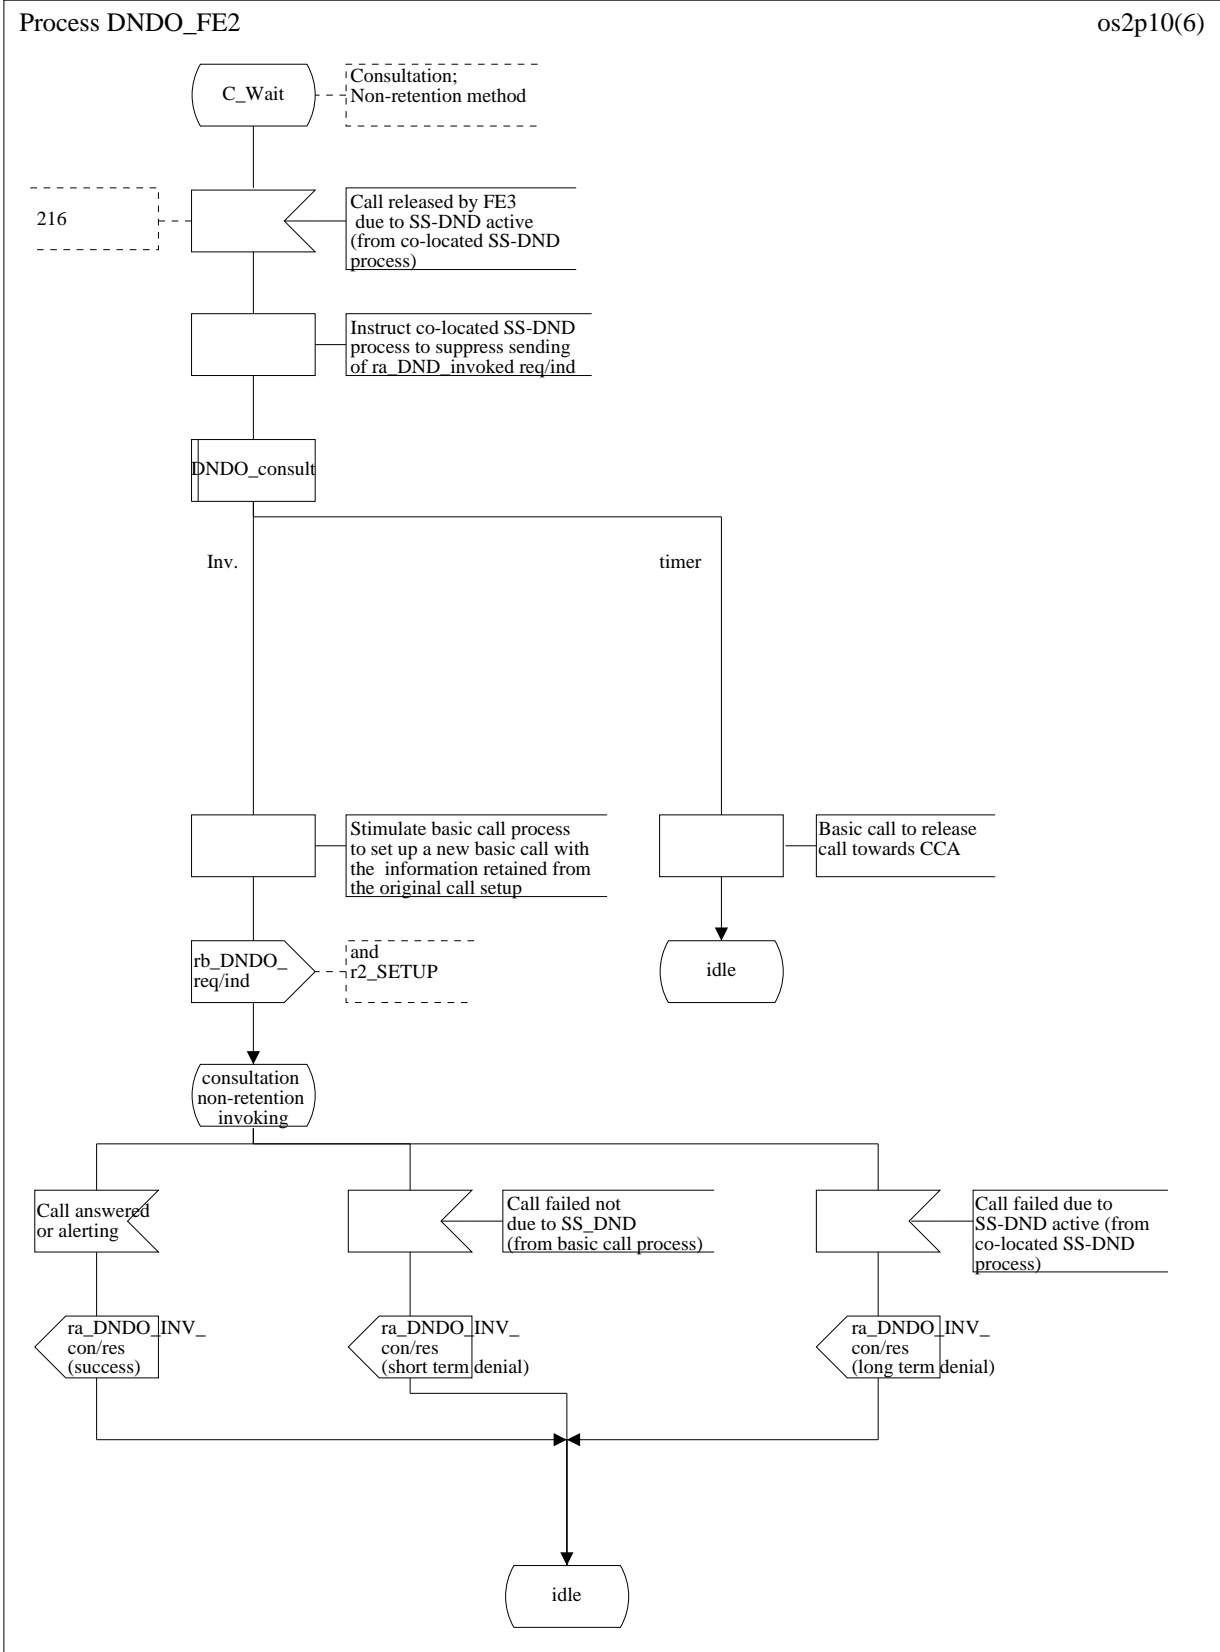 Process DNDO_FE2
os2p10(6)
C_Wait
Consultation;
Non-retention method
216
Call released by FE3
due to SS-DND active
(from co-located SS-DND
process)
Instruct co-located SS-DND
process to suppress sending
of ra_DND_invoked req/ind
DNDO_consult
Inv.
timer
Stimulate basic call process
to set up a new basic call with
the information retained from
the original call setup
Basic call to release
call towards CCA
rb_DNDO_
req/ind
and
r2_SETUP
idle
consultation
non-retention
invoking
Call answered
or alerting
Call failed not
due to SS_DND
(from basic call process)
Call failed due to
SS-DND active (from
co-located SS-DND
process)
ra_DNDO_INV_
con/res
(success)
ra_DNDO_INV_
con/res
(short term denial)
ra_DNDO_INV_
con/res
(long term denial)
idle